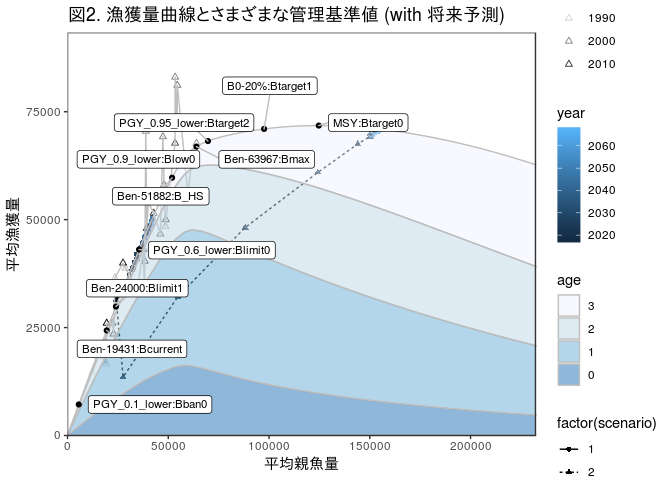 図2. 漁獲量曲線とさまざまな管理基準値 (with 将来予測)
1990
2000
2010
B0-20%:Btarget1
year
75000
PGY_0.95_lower:Btarget2
MSY:Btarget0
2060
2050
2040
2030
2020
PGY_0.9_lower:Blow0
Ben-63967:Bmax
Ben-51882:B_HS
平均漁獲量
50000
PGY_0.6_lower:Blimit0
age
Ben-24000:Blimit1
3
2
1
0
25000
Ben-19431:Bcurrent
PGY_0.1_lower:Bban0
factor(scenario)
0
0
50000
100000
150000
200000
1
平均親魚量
2